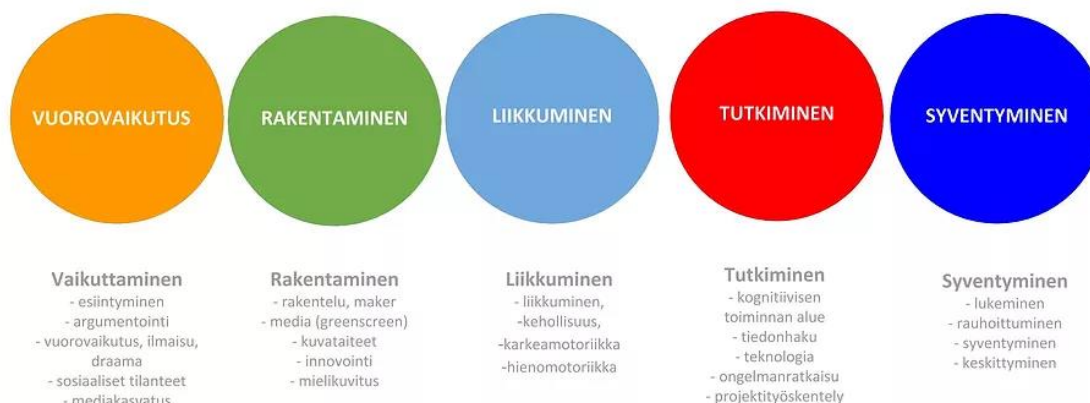 VUOROVAIKUTUS
RAKENTAMINEN
LIIKKUMINEN
TUTKIMINEN
SYVENTYMINEN
Vaikuttaminen
- esiintyminen
- argumentointi
- vuorovaikutus, ilmaisu,
draama
- sosiaaliset tilanteet
- mediakasvatus
Rakentaminen
- rakentelu, maker
- media (greenscreen)
- kuvataiteet
- innovointi
- mielikuvitus
Liikkuminen
- liikkuminen,
-kehollisuus,
-karkeamotoriikka
-hienomotoriikka
Tutkiminen
- kognitiivisen
toiminnan alue
- tiedonhaku
- teknologia
- ongelmanratkaisu
- projektityöskentely
Syventyminen
- lukeminen
- rauhoittuminen
- syventyminen
- keskittyminen